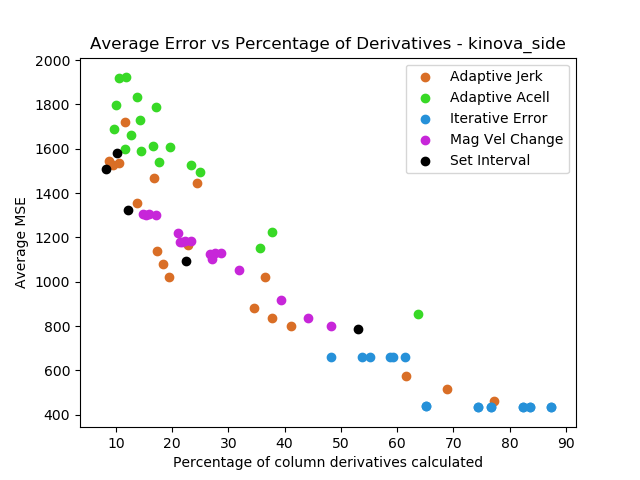 Average Error vs Percentage of Derivatives - kinova_side
2000
1800
1600
1400
1200
1000
800
600
400
Average MSE
Adaptive Jerk
Adaptive Acell
Iterative Error
Mag Vel Change
Set Interval
10 20 30 40 50 60 70 80 90
Percentage of column derivatives calculated